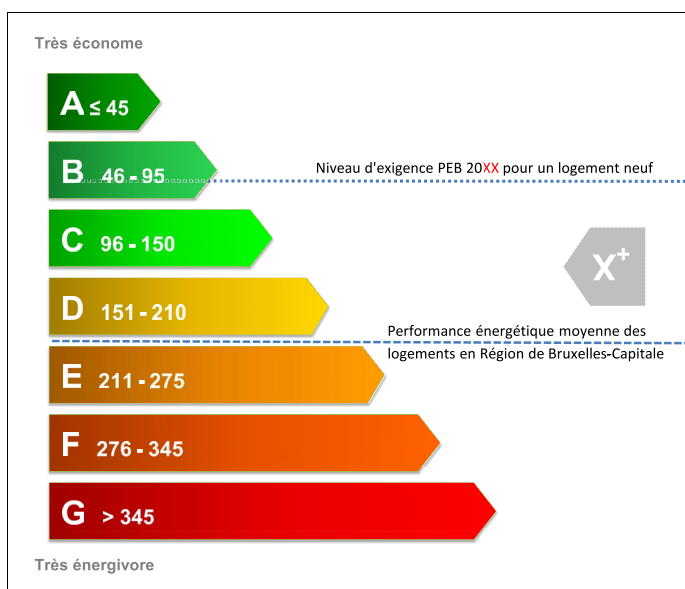 Très économe
A ≤ 45
B 46 - 95
Niveau d'exigence PEB 20XX pour un logement neuf
C 96 - 150
X+
D 151 - 210
Performance énergétique moyenne des
logements en Région de Bruxelles-Capitale
E 211 - 275
F 276 - 345
G > 345
Très énergivore